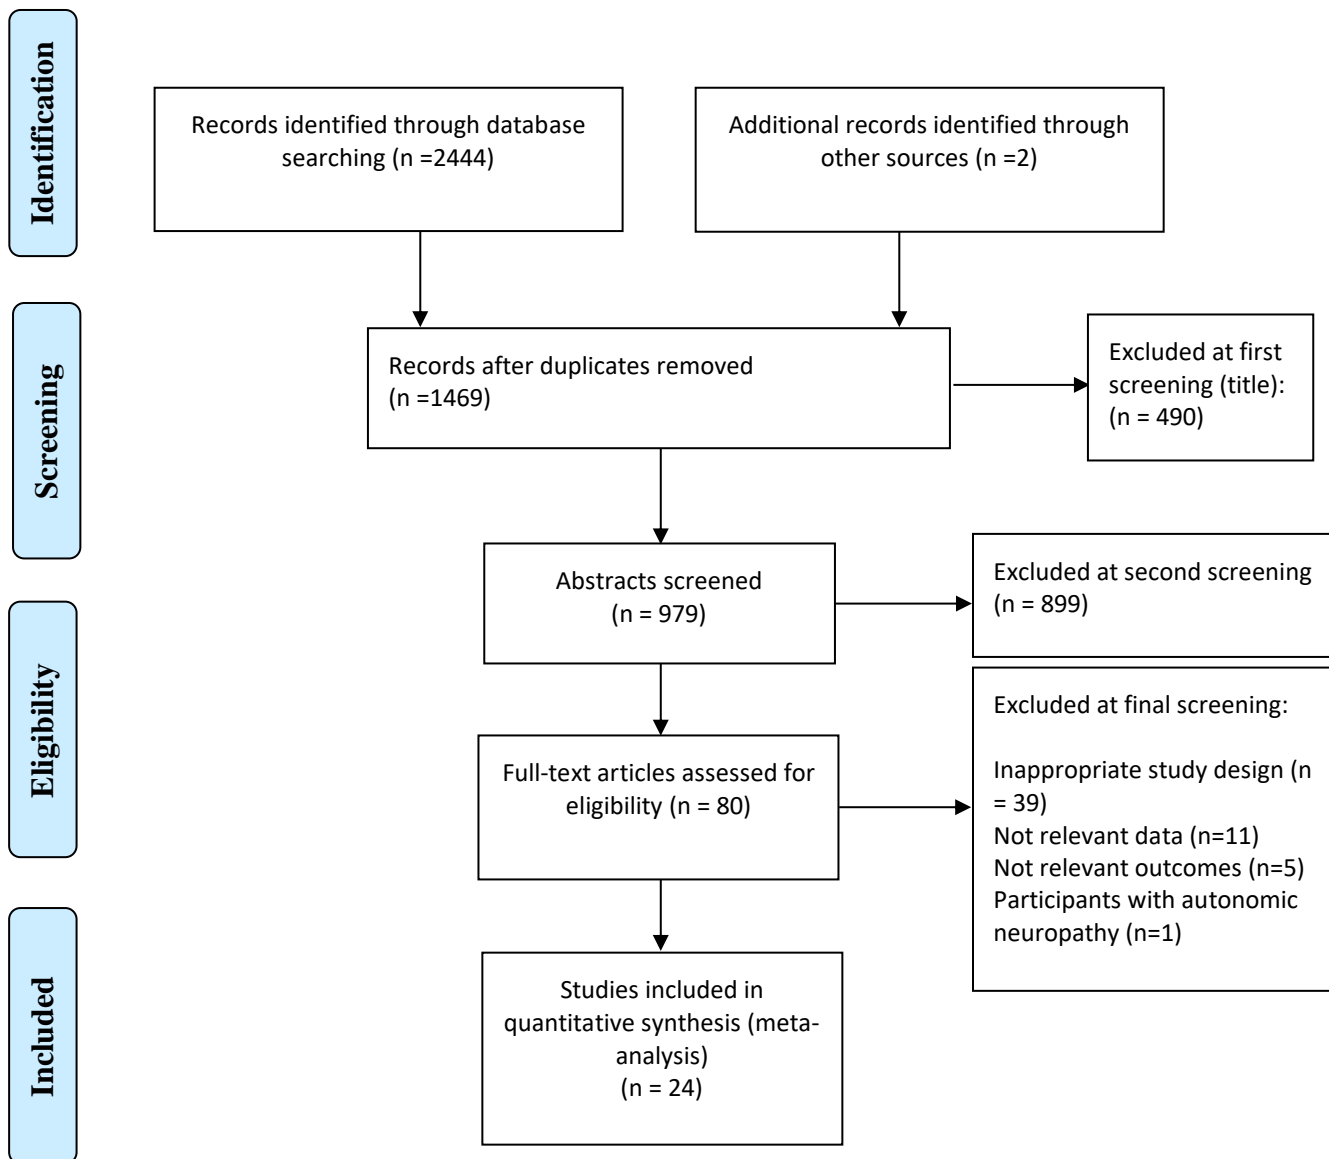 Identification
Records identified through database
searching (n =2444)
Additional records identified through
other sources (n =2)
Screening
Records after duplicates removed
(n =1469)
Excluded at first
screening (title):
(n = 490)
Abstracts screened
(n = 979)
Excluded at second screening
(n = 899)
Eligibility
Full-text articles assessed for
eligibility (n = 80)
Excluded at final screening:
Inappropriate study design (n
= 39)
Not relevant data (n=11)
Not relevant outcomes (n=5)
Participants with autonomic
neuropathy (n=1)
Included
Studies included in
quantitative synthesis (meta-
analysis)
(n = 24)